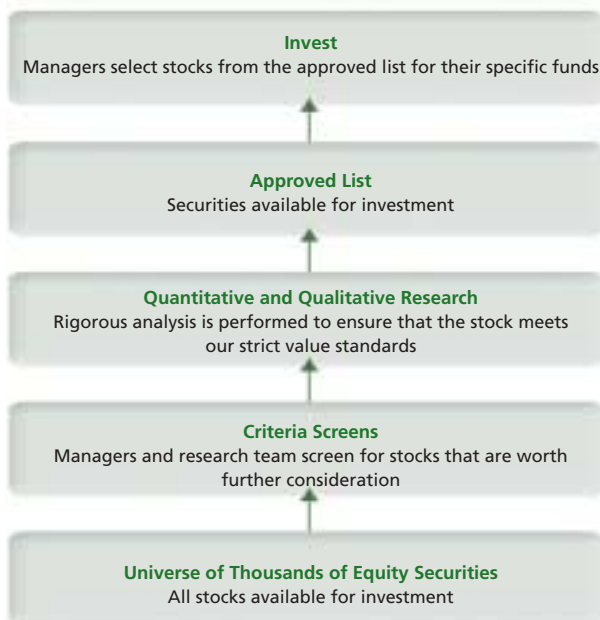 Invest
Managers select stocks from the approved list for their specific funds
Approved List
Securities available for investment
Quantitative and Qualitative Research
Rigorous analysis is performed to ensure that the stock meets
our strict value standards
Criteria Screens
Managers and research team screen for stocks that are worth
further consideration
Universe of Thousands of Equity Securities
All stocks available for investment